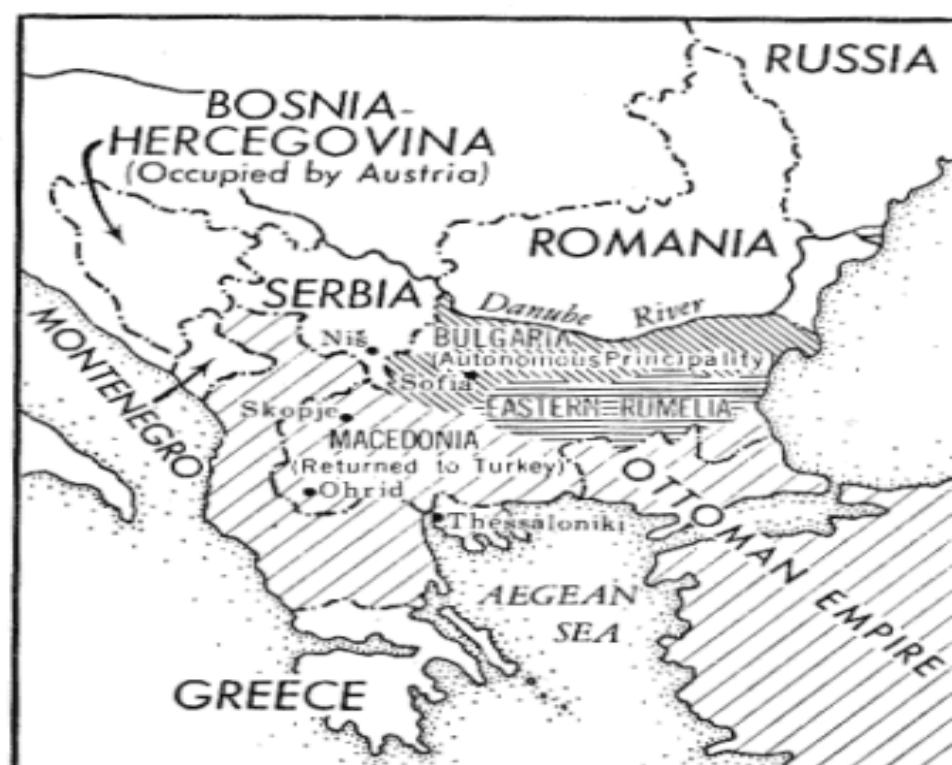 RUSSIA
BOSNIA-
HERCEGOVINA
(Occupied by Austria)
ROMANIA
SERBIA
Danube River
MONTENEGRO
Niš
BULGARIA
(Autonomous Principality)
Sofia
EASTERN RUMELIA
Skopje
MACEDONIA
(Returned to Turkey)
Ohrid
Thessaloniki
OTTOMAN EMPIRE
AEGEAN
SEA
GREECE